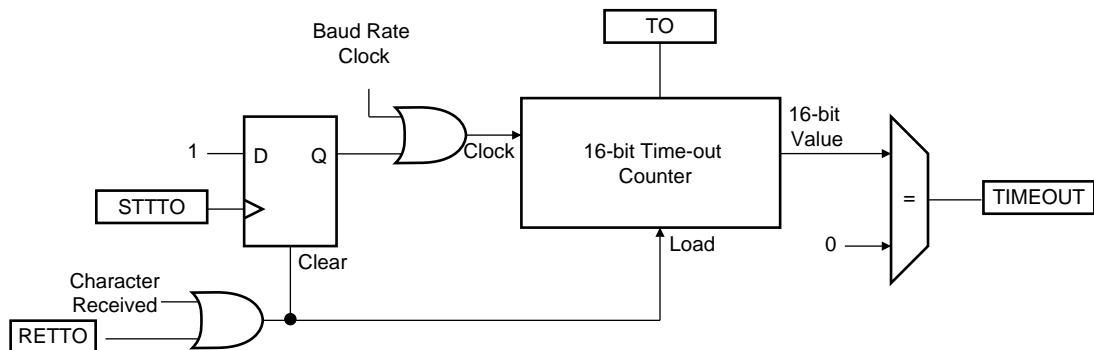 TO
Baud Rate
Clock
16-bit
Value
1
D
Q
Clock
16-bit Time-out
Counter
STTTO
=
TIMEOUT
Clear
Load
0
Character
Received
RETTO